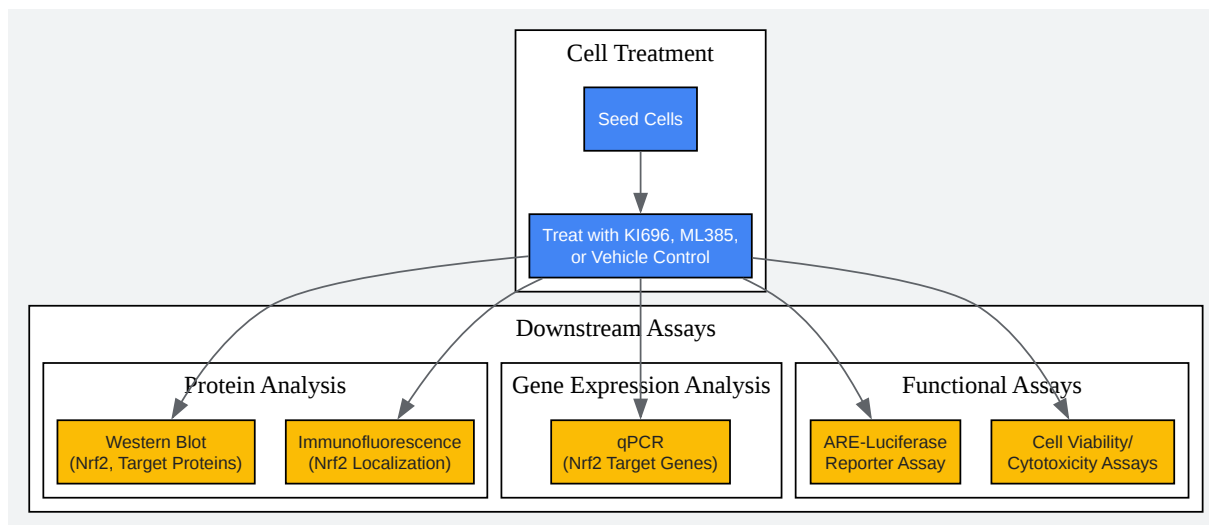 Cell Treatment
Seed Cells
Treat with KI696, ML385,
or Vehicle Control
Downstream Assays
Protein Analysis
Western Blot
(Nrf2, Target Proteins)
Immunofluorescence
(Nrf2 Localization)
Gene Expression Analysis
qPCR
(Nrf2 Target Genes)
Functional Assays
ARE-Luciferase
Reporter Assay
Cell Viability/
Cytotoxicity Assays